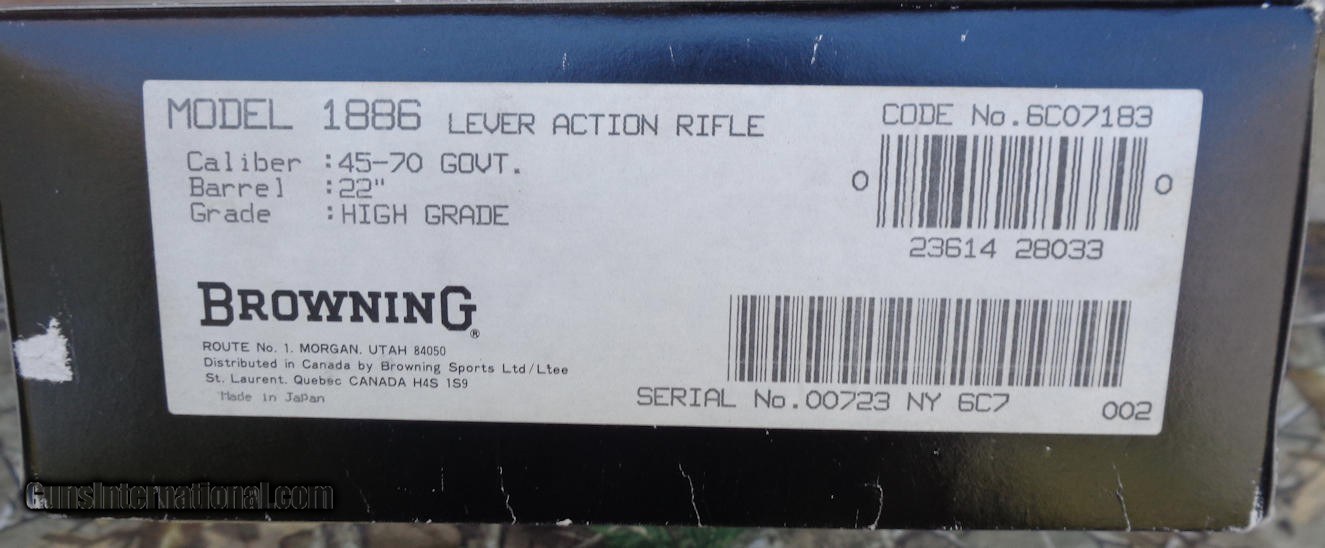 MODEL 1886 LEVER ACTION RIFLE
Caliber :45-70 GOVT.
Barrel :22"
Grade :HIGH GRADE
CODE No.6C07183
0 0
23614 28033
BROWNING®
ROUTE No. 1, MORGAN, UTAH 84050
Distributed in Canada by Browning Sports Ltd/Ltee
St. Laurent, Quebec CANADA H4S 1S9
Made in Japan
SERIAL No.00723 NY 6C7
002
GunsInternational.com